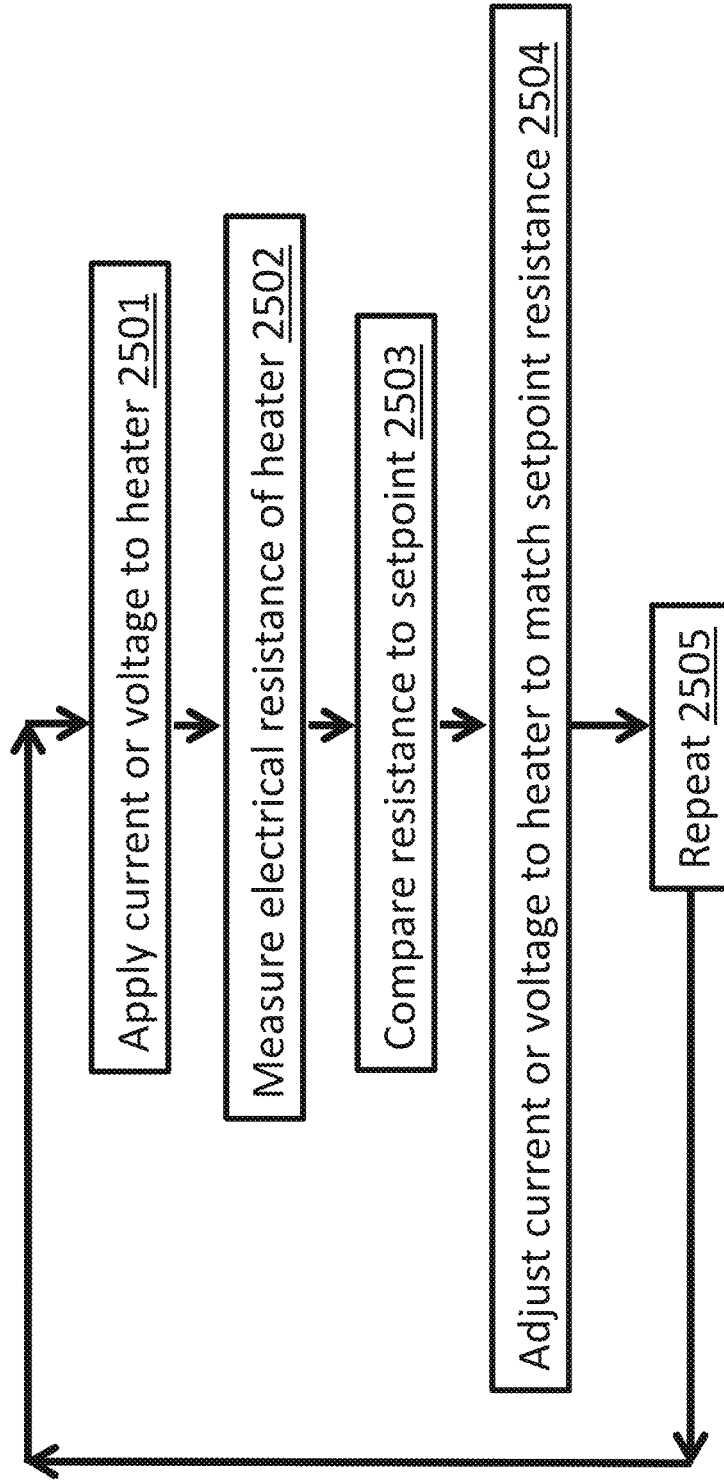 Apply current or voltage to heater 2501
Measure electrical resistance of heater 2502
Compare resistance to setpoint 2503
Adjust current or voltage to heater to match setpoint resistance 2504
Repeat 2505